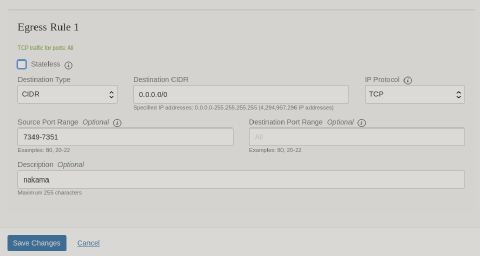 Egress Rule 1
TCP traffic for ports: All
Stateless
Destination Type
Destination CIDR
IP Protocol
CIDR
0.0.0.0/0
TCP
Specified IP addresses: 0.0.0.0-255.255.255.255 (4,294,967,296 IP addresses)
Source Port Range Optional
Destination Port Range Optional
7349-7351
All
Examples: 80, 20-22
Examples: 80, 20-22
Description Optional
nakama
Maximum 255 characters
Save Changes
Cancel